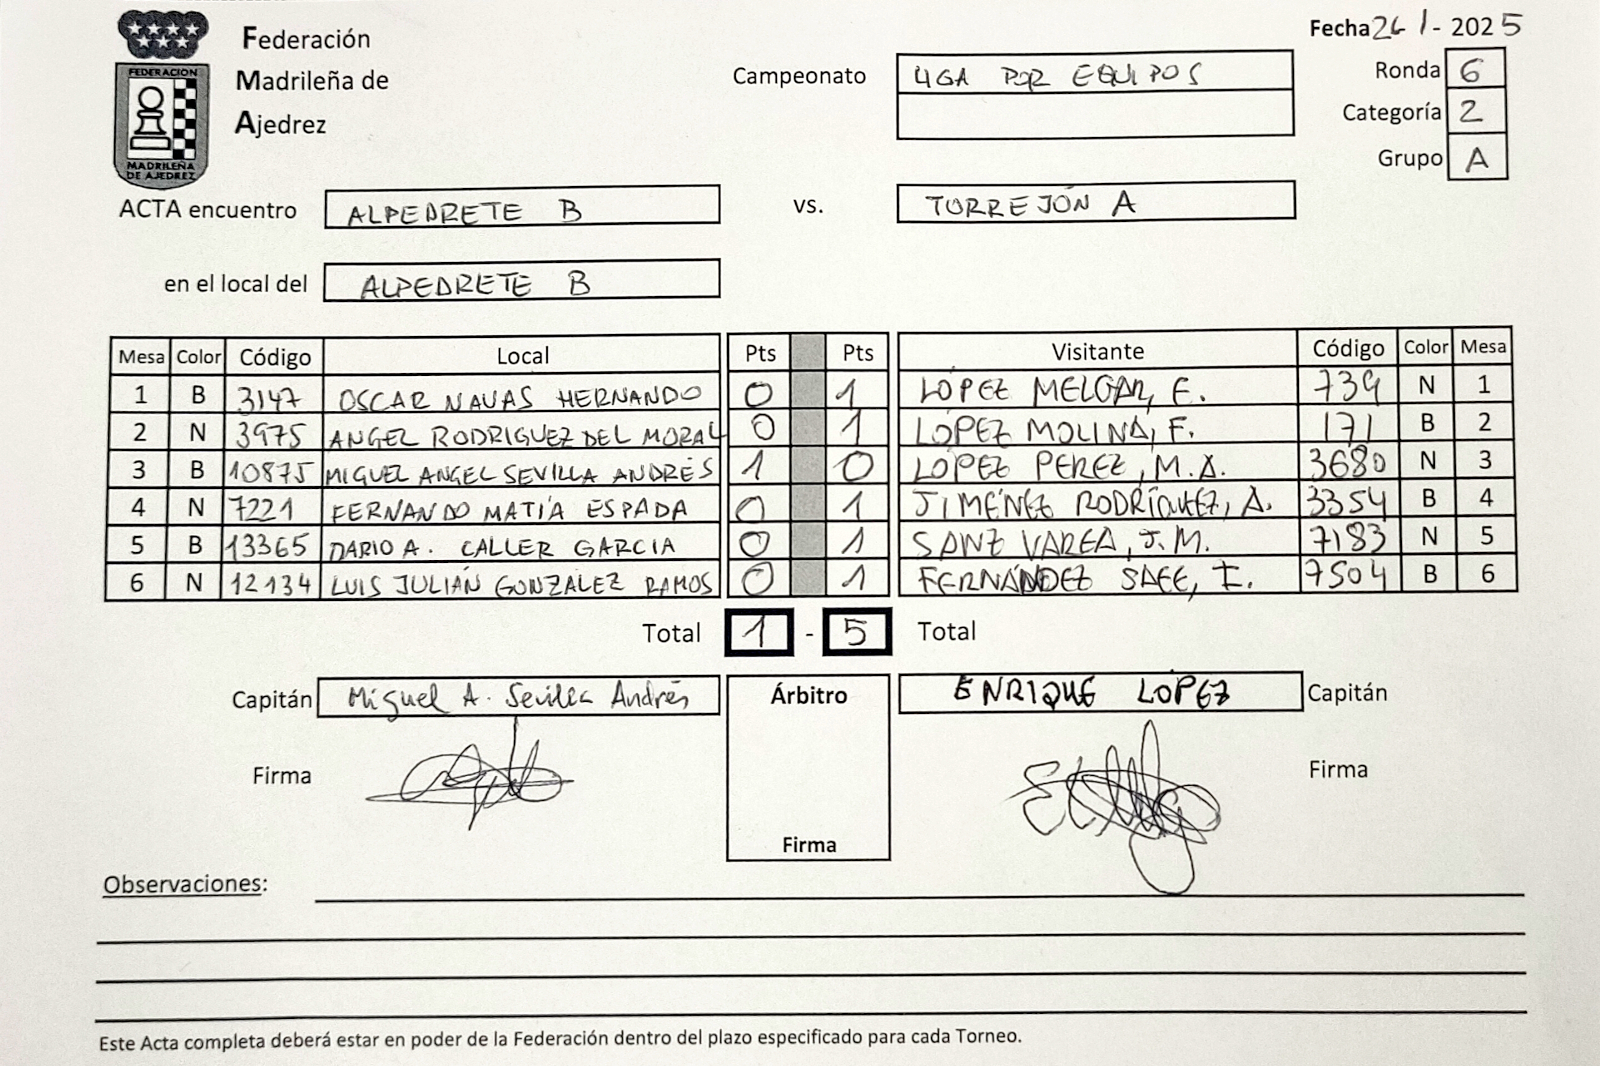 Federación
Madrileña de
Ajedrez
FEDERACION
MADRILEÑA
DE AJEDREZ
Fecha 26 1 - 2025
Campeonato LIGA POR EQUIPOS
Ronda 6
Categoría 2
Grupo A
ACTA encuentro ALPEDRETE B vs. TORREJÓN A
en el local del ALPEDRETE B
Mesa Color Código Local Pts Pts Visitante Código Color Mesa
1 B 3147 OSCAR NAVAS HERNANDO 0 1 LÓPEZ MELGAR, E. 739 N 1
2 N 3975 ANGEL RODRIGUEZ DEL MORAL 0 1 LÓPEZ MOLINA, F. 171 B 2
3 B 10875 MIGUEL ANGEL SEVILLA ANDRÉS 1 0 LÓPEZ PEREZ, M.A. 3680 N 3
4 N 7221 FERNANDO MATÍA ESPADA 0 1 JIMÉNEZ RODRÍGUEZ, A. 3354 B 4
5 B 13365 DARIO A. CALLER GARCIA 0 1 SANZ VAREA, J.M. 7183 N 5
6 N 12134 LUIS JULIÁN GONZALEZ RAMOS 0 1 FERNÁNDEZ SAEZ, I. 7504 B 6
Total 1 - 5 Total
Capitán Miguel A. Sevilla Andrés Árbitro ENRIQUE LOPEZ Capitán
Firma Firma
Firma
Observaciones:
Este Acta completa deberá estar en poder de la Federación dentro del plazo especificado para cada Torneo.